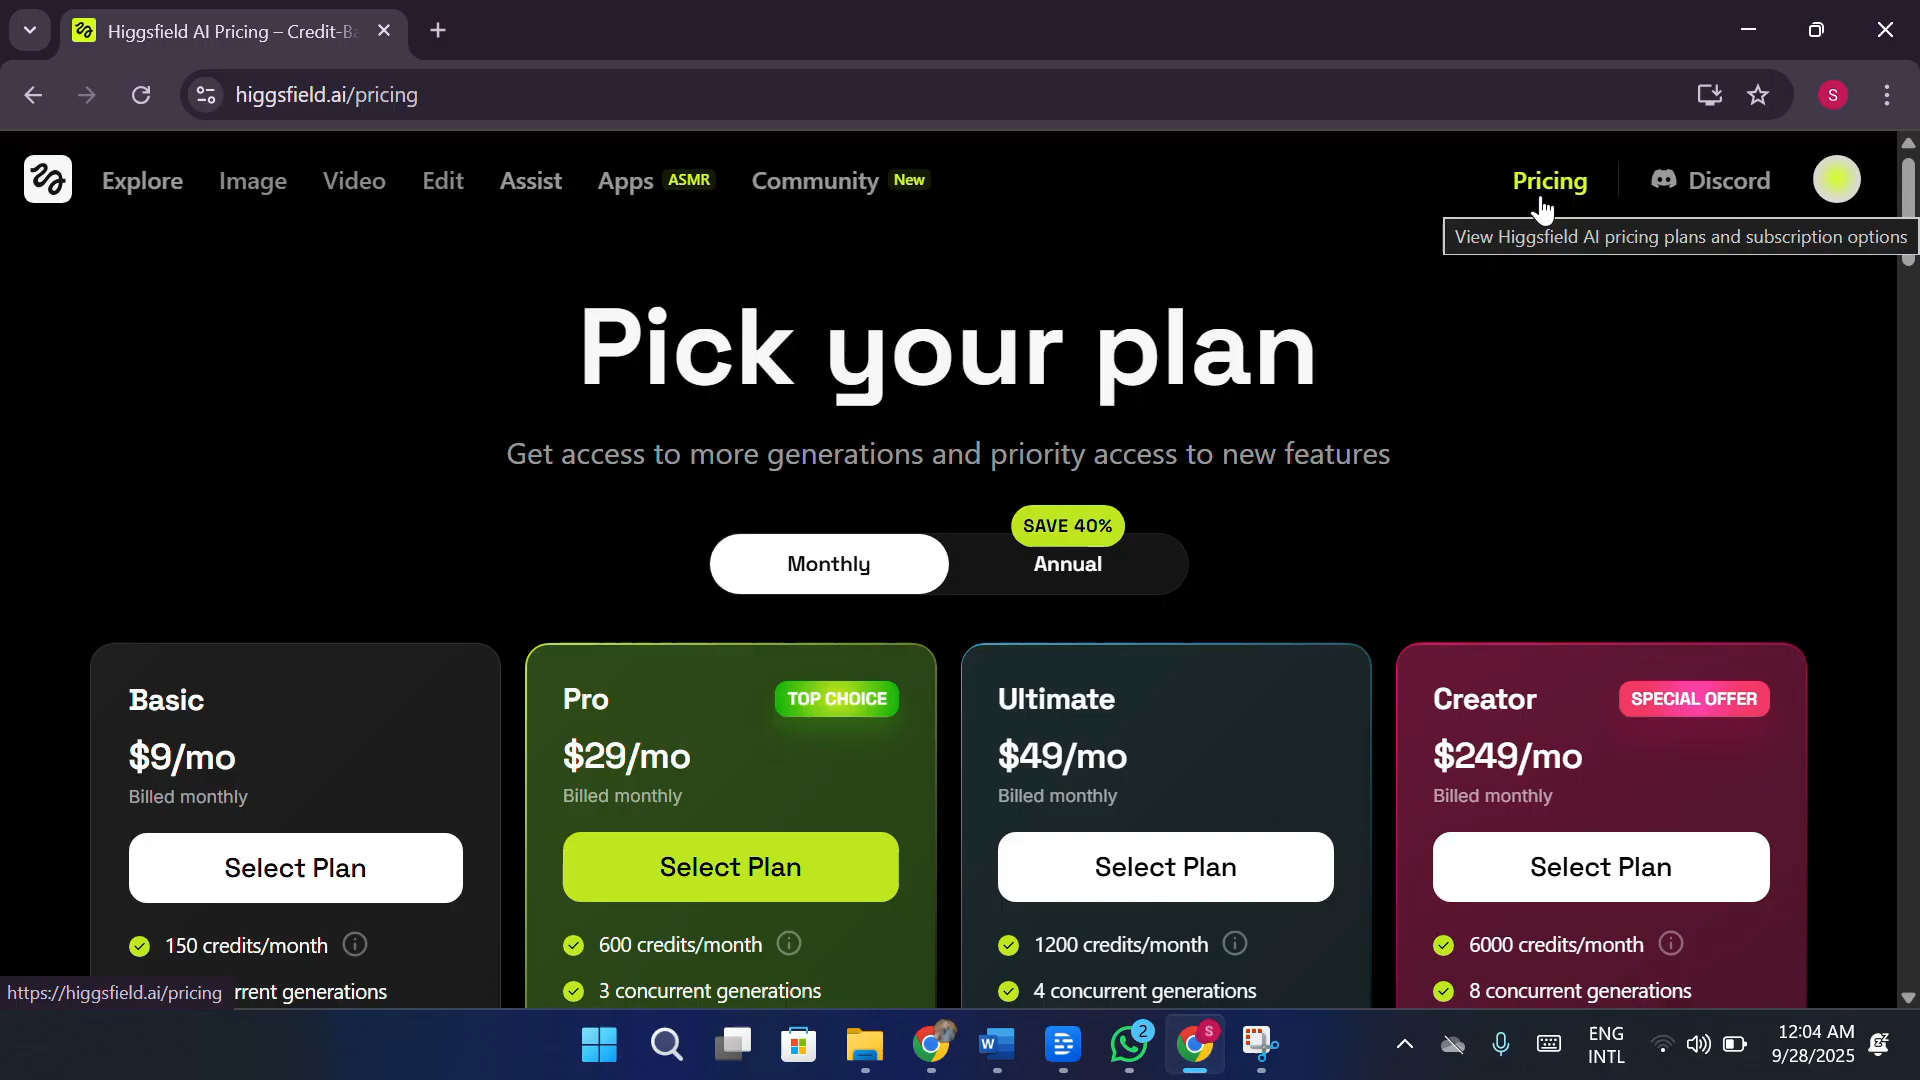 Higgsfield AI Pricing – Credit-Ba
higgsfield.ai/pricing
S
Explore
Image
Video
Edit
Assist
Apps ASMR
Community New
Pricing
Discord
View Higgsfield AI pricing plans and subscription options
Pick your plan
Get access to more generations and priority access to new features
SAVE 40%
Monthly
Annual
Basic
$9/mo
Billed monthly
Select Plan
150 credits/month
rrent generations
Pro
TOP CHOICE
$29/mo
Billed monthly
Select Plan
600 credits/month
3 concurrent generations
Ultimate
$49/mo
Billed monthly
Select Plan
1200 credits/month
4 concurrent generations
Creator
SPECIAL OFFER
$249/mo
Billed monthly
Select Plan
6000 credits/month
8 concurrent generations
https://higgsfield.ai/pricing
W
2
S
ENG
INTL
12:04 AM
9/28/2025